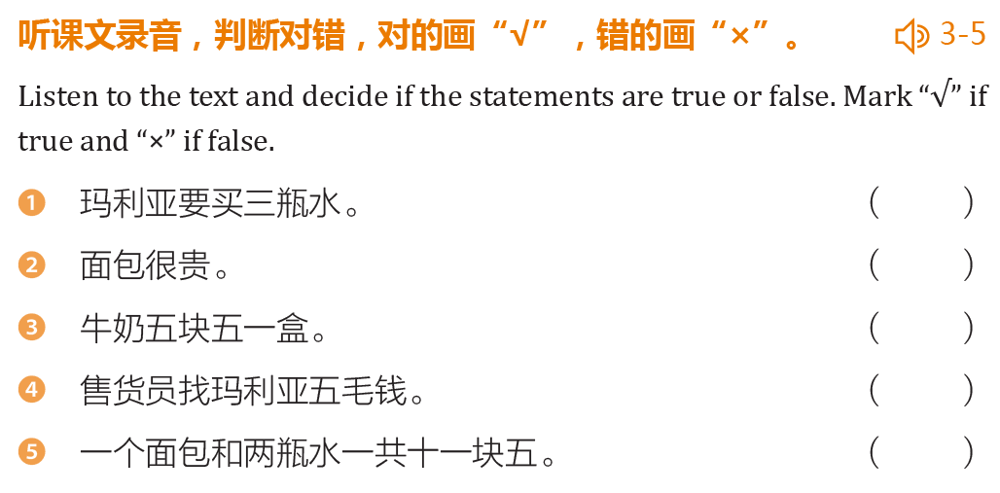 听课文录音，判断对错，对的画“√”，错的画“×”。 3-5
Listen to the text and decide if the statements are true or false. Mark “√” if
true and “×” if false.
1 玛利亚要买三瓶水。 （ ）
2 面包很贵。 （ ）
3 牛奶五块五一盒。 （ ）
4 售货员找玛利亚五毛钱。 （ ）
5 一个面包和两瓶水一共十一块五。 （ ）